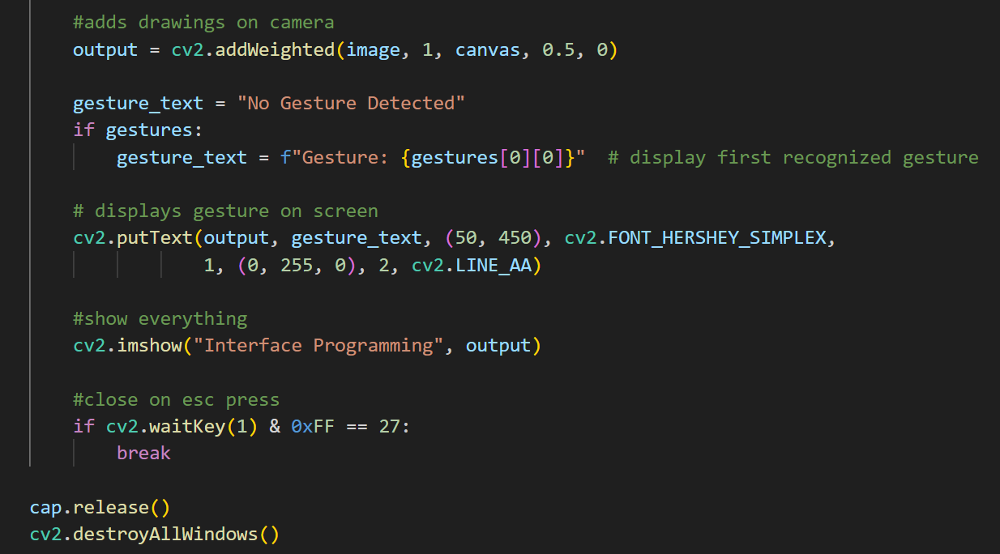 #adds drawings on camera
output = cv2.addWeighted(image, 1, canvas, 0.5, 0)
gesture_text = "No Gesture Detected"
if gestures:
gesture_text = f"Gesture: {gestures[0][0]}"  # display first recognized gesture
# displays gesture on screen
cv2.putText(output, gesture_text, (50, 450), cv2.FONT_HERSHEY_SIMPLEX,
1, (0, 255, 0), 2, cv2.LINE_AA)
#show everything
cv2.imshow("Interface Programming", output)
#close on esc press
if cv2.waitKey(1) & 0xFF == 27:
break
cap.release()
cv2.destroyAllWindows()